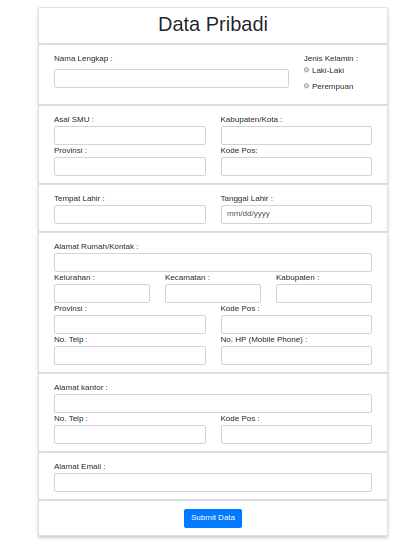 Data Pribadi
Nama Lengkap : Jenis Kelamin :
Laki-Laki
Perempuan
Asal SMU : Kabupaten/Kota :
Provinsi : Kode Pos:
Tempat Lahir : Tanggal Lahir :
mm/dd/yyyy
Alamat Rumah/Kontak :
Kelurahan : Kecamatan : Kabupaten :
Provinsi : Kode Pos :
No. Telp : No. HP (Mobile Phone) :
Alamat kantor :
No. Telp : Kode Pos :
Alamat Email :
Submit Data